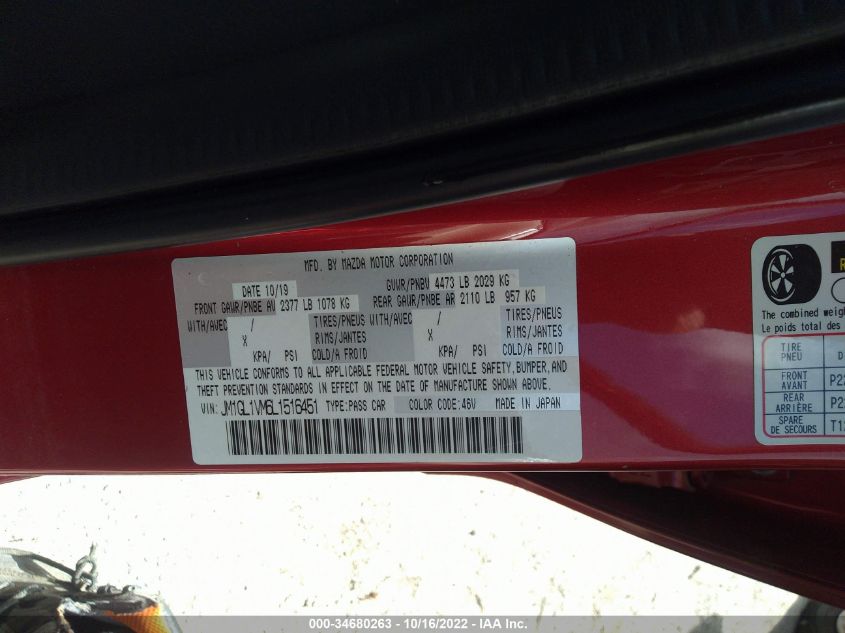 MFD. BY MAZDA MOTOR CORPORATION
DATE 10/19
GVWR/PNBV 4473 LB 2029 KG
FRONT GAWR/PNBE AV 2377 LB 1078 KG
REAR GAWR/PNBE AR 2110 LB 957 KG
WITH/AVEC / TIRES/PNEUS WITH/AVEC / TIRES/PNEUS
X RIMS/JANTES X RIMS/JANTES
KPA/ PSI COLD/A FROID KPA/ PSI COLD/A FROID
THIS VEHICLE CONFORMS TO ALL APPLICABLE FEDERAL MOTOR VEHICLE SAFETY, BUMPER, AND
THEFT PREVENTION STANDARDS IN EFFECT ON THE DATE OF MANUFACTURE SHOWN ABOVE.
VIN: JM1GL1VM6L1516451 TYPE: PASS CAR COLOR CODE: 46V MADE IN JAPAN
The combined weig
Le poids total des
TIRE
PNEU
FRONT
AVANT
P22
REAR
ARRIÈRE
SPARE
DE SECOURS
000-34680263 - 10/16/2022 - IAA Inc.